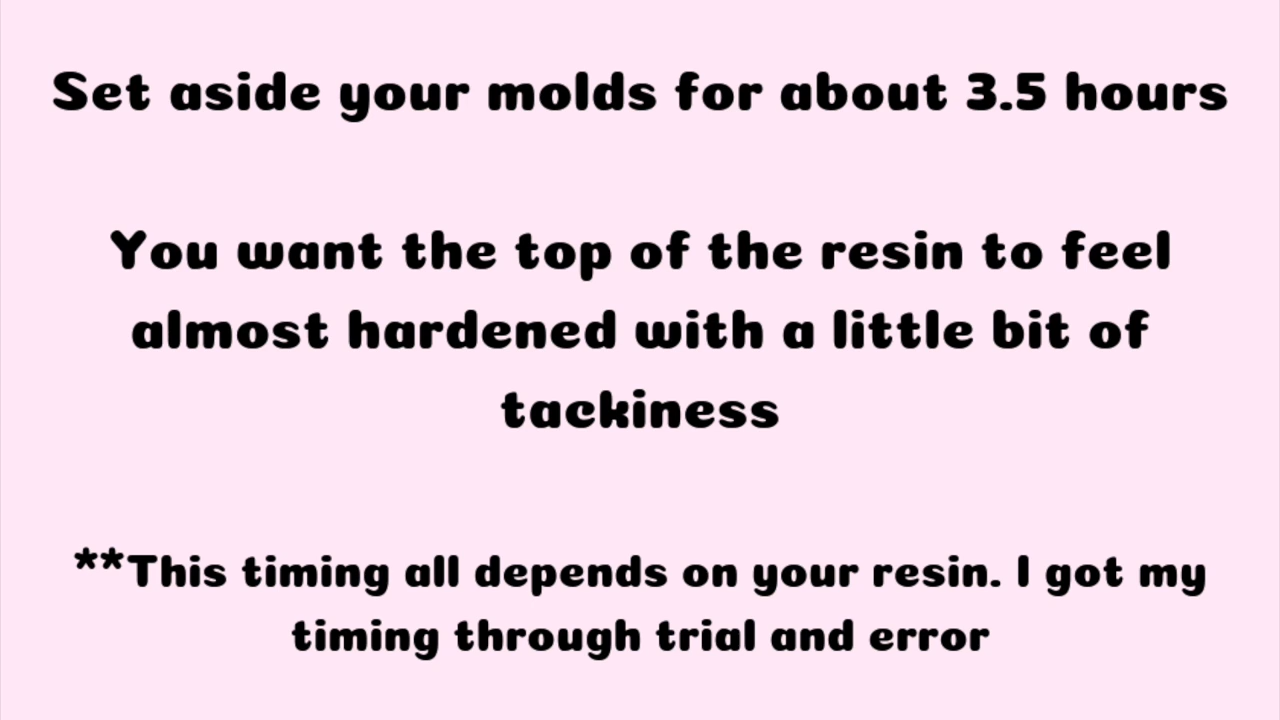 Set aside your molds for about 3.5 hours
You want the top of the resin to feel
almost hardened with a little bit of
tackiness
**This timing all depends on your resin. I got my
timing through trial and error